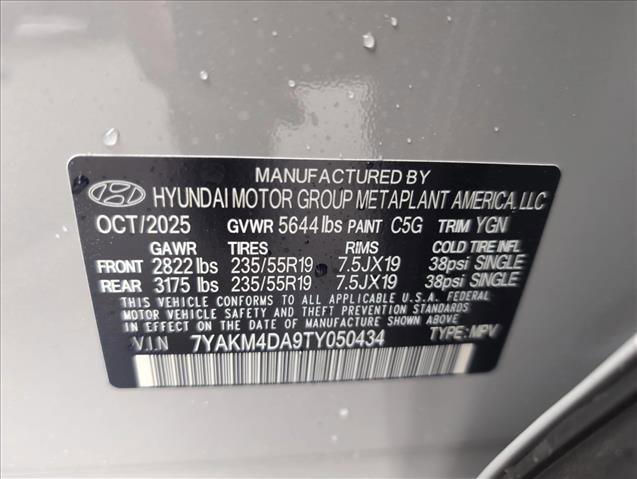 MANUFACTURED BY
HYUNDAI MOTOR GROUP METAPLANT AMERICA, LLC
OCT/2025 GVWR 5644 lbs PAINT C5G TRIM YGN
GAWR TIRES RIMS COLD TIRE INFL
FRONT 2822 lbs 235/55R19 7.5JX19 38psi SINGLE
REAR 3175 lbs 235/55R19 7.5JX19 38psi SINGLE
THIS VEHICLE CONFORMS TO ALL APPLICABLE U.S.A. FEDERAL
MOTOR VEHICLE SAFETY AND BUMPER STANDARDS
IN EFFECT ON THE DATE OF MANUFACTURE SHOWN ABOVE.
V.I.N 7YAKM4DA9TY050434 TYPE: MPV